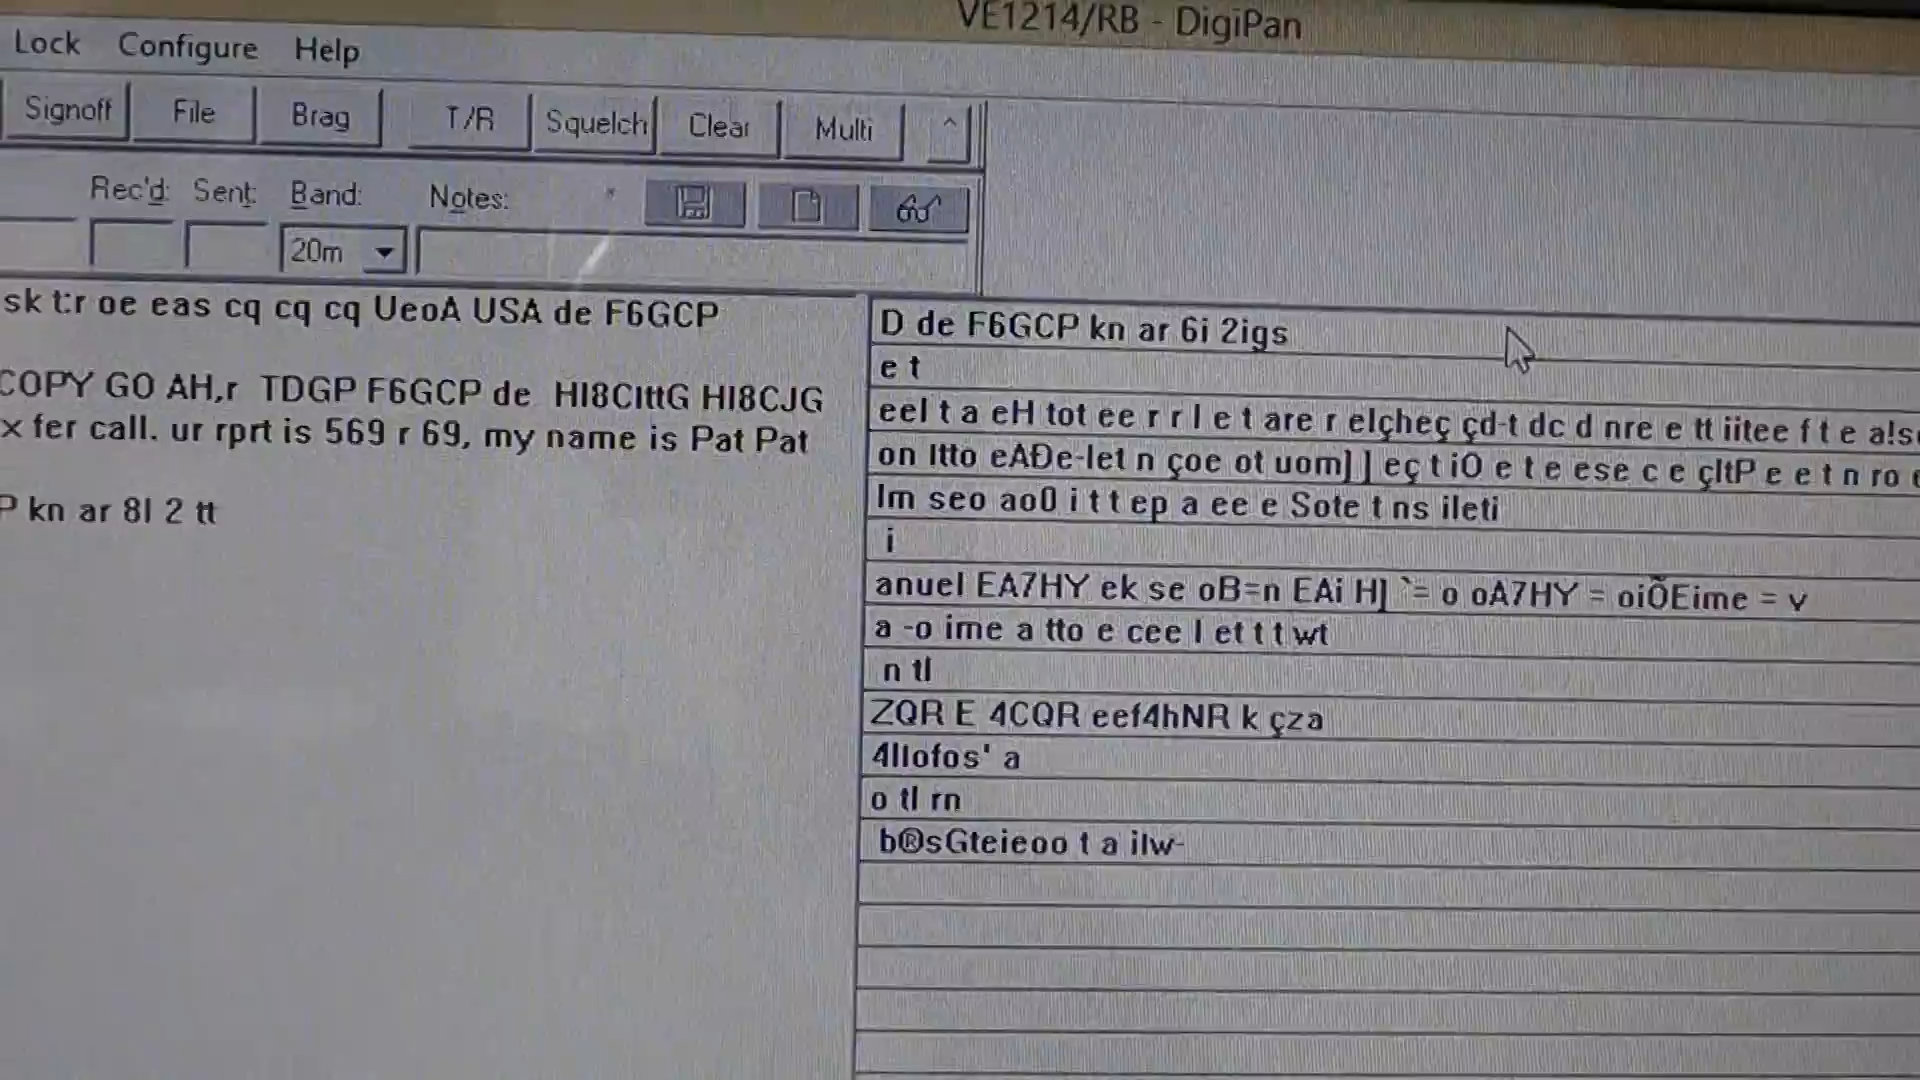 VE1214/RB - DigiPan
Lock Configure Help
Signoff File Brag T/R Squelch Clear Multi ^
Rec'd: Sent: Band: Notes:
20m
sk t:r oe eas cq cq cq UeoA USA de F6GCP
COPY GO AH,r TDGP F6GCP de HI8CIttG HI8CJG
x fer call. ur rprt is 569 r 69, my name is Pat Pat
P kn ar 8l 2 tt
D de F6GCP kn ar 6i 2igs
e t
eel t a eH tot ee r r l e t are r elçheç çd-t dc d nre e tt iitee f t e a!s
on ltto eAÐe-let n çoe ot uom] ] eç t iO e t e ese c e çltP e e t n ro
lm seo ao0 i t t ep a ee e Sote t ns ileti
i
anuel EA7HY ek se oB=n EAi H] `= o oA7HY = oiÕEime = v
a -o ime a tto e cee l et t t wt
n tl
ZQR E 4CQR eef4hNR k çza
4llofos' a
o tl rn
b®sGteieoo t a ilw-